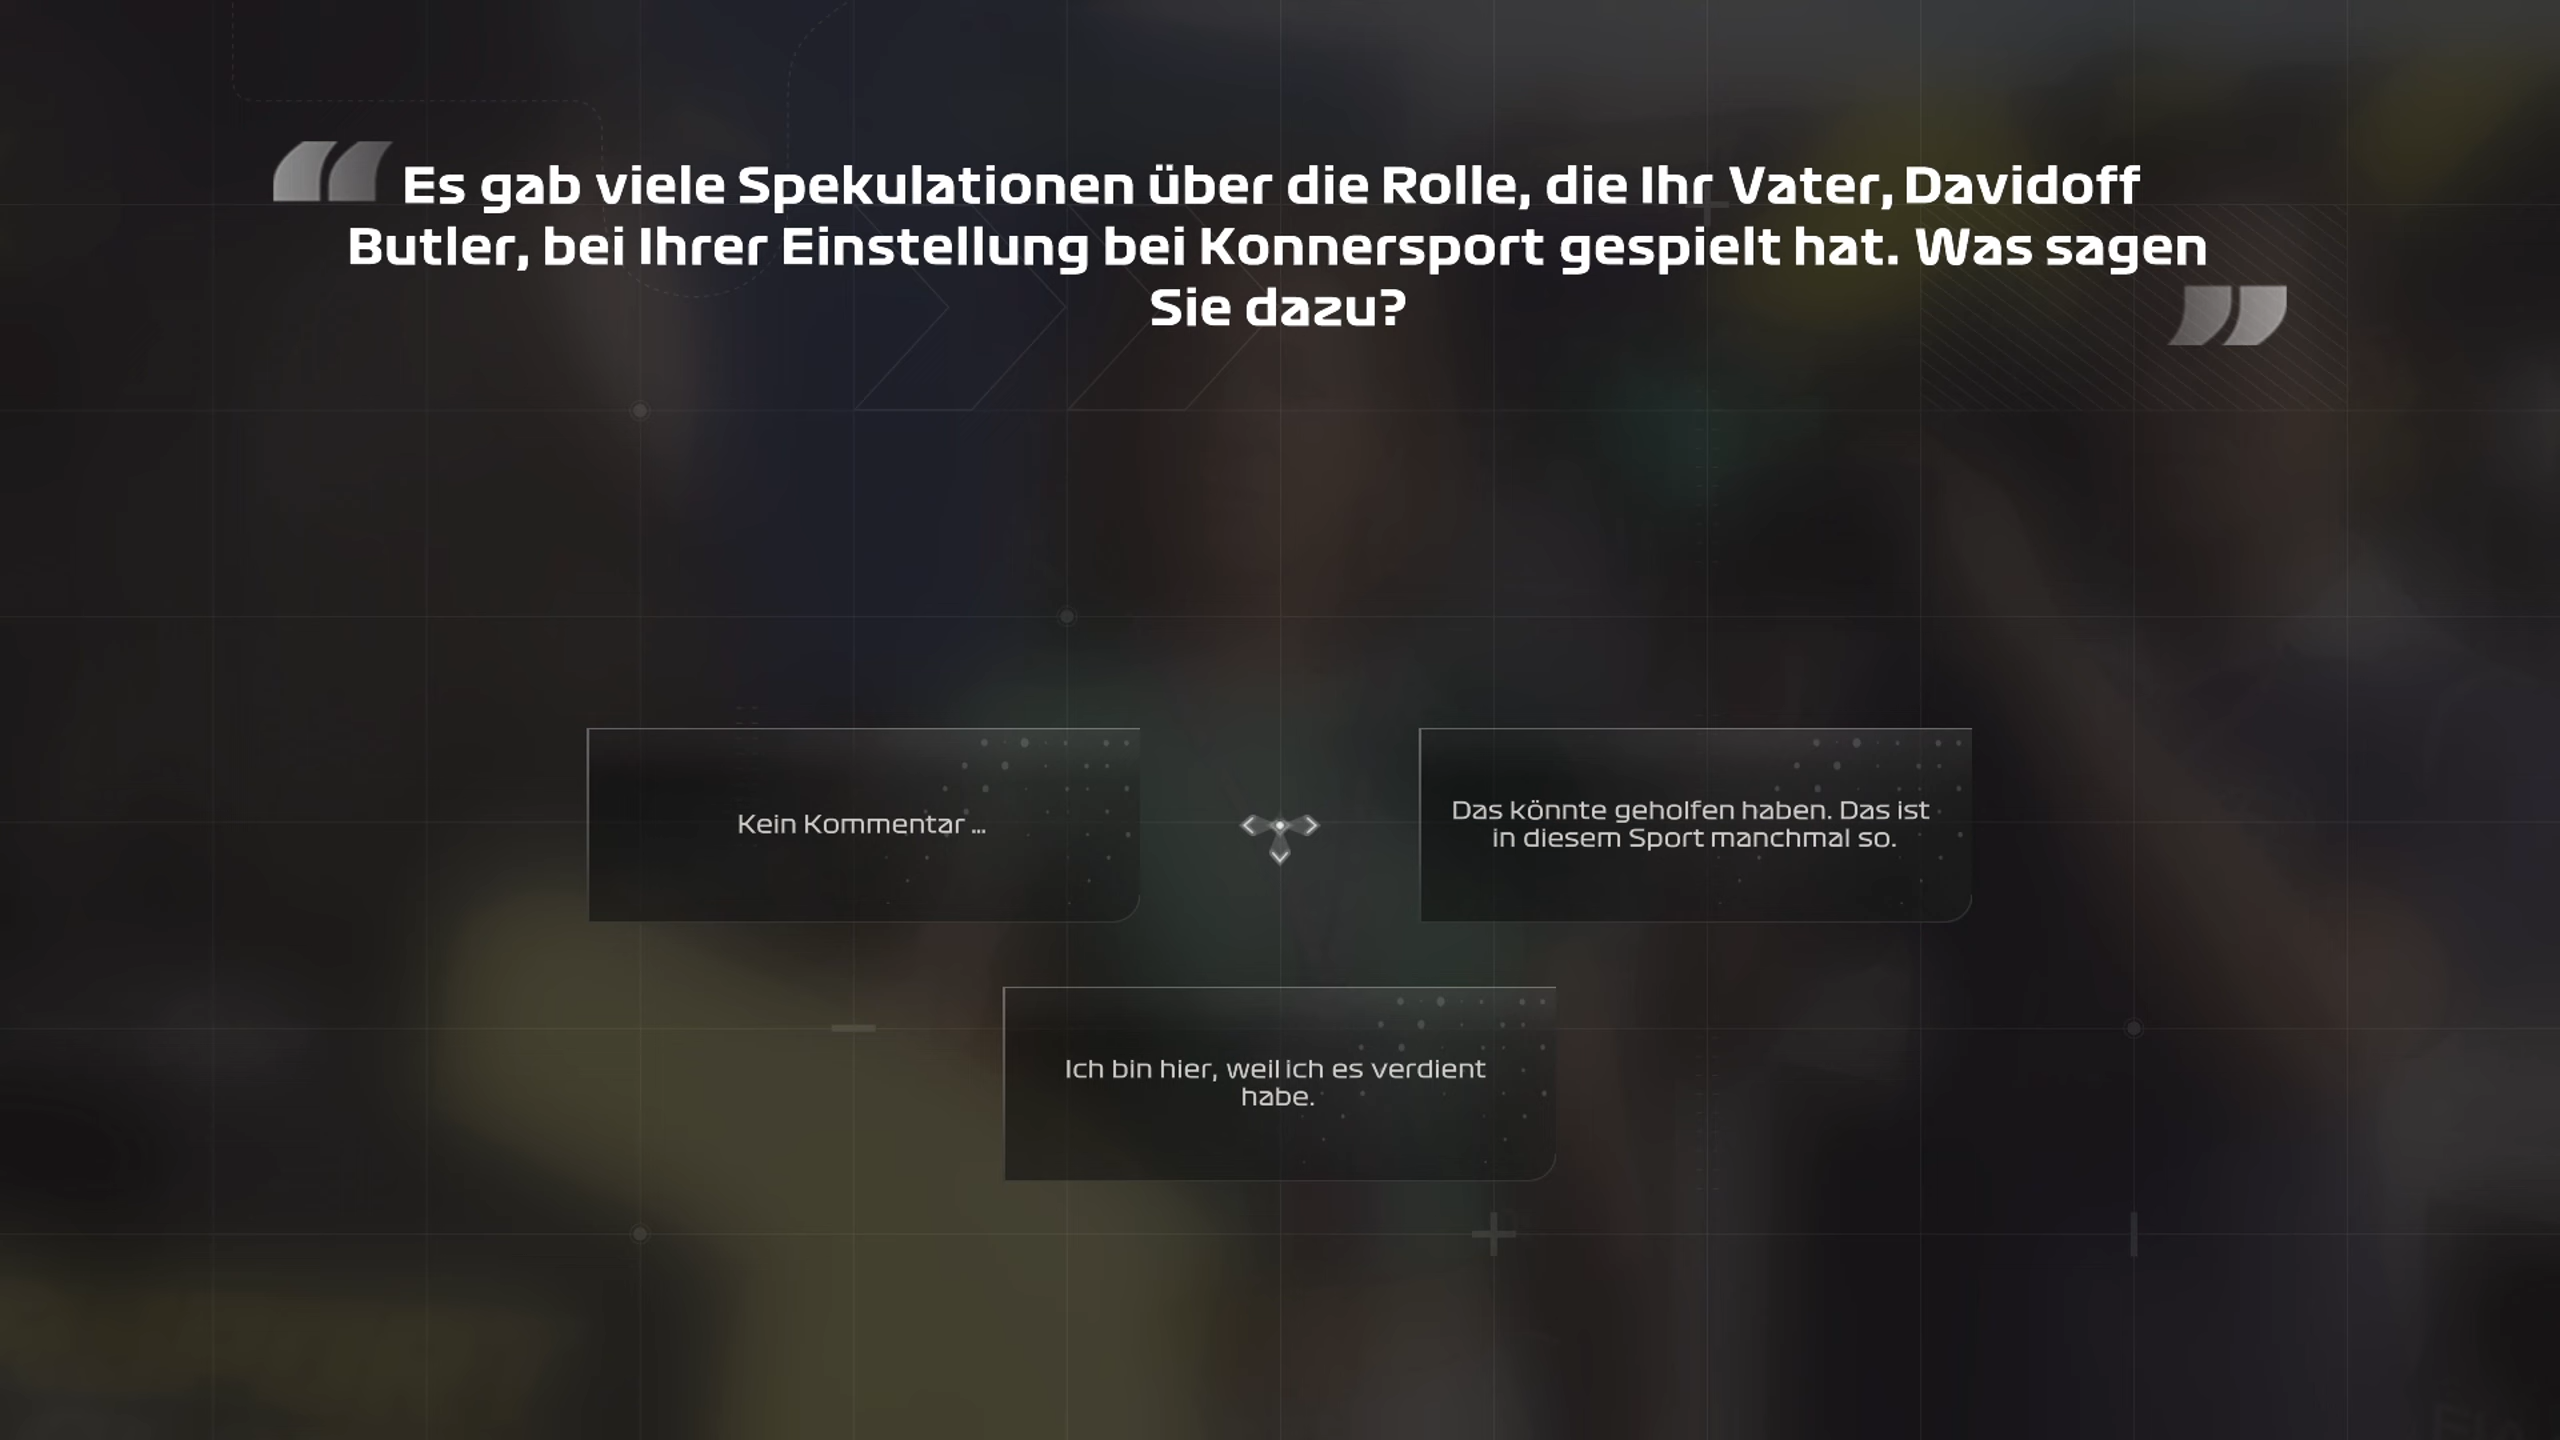 Es gab viele Spekulationen über die Rolle, die Ihr Vater, Davidoff
Butler, bei Ihrer Einstellung bei Konnersport gespielt hat. Was sagen
Sie dazu?
Kein Kommentar ...
Das könnte geholfen haben. Das ist
in diesem Sport manchmal so.
Ich bin hier, weil ich es verdient
habe.